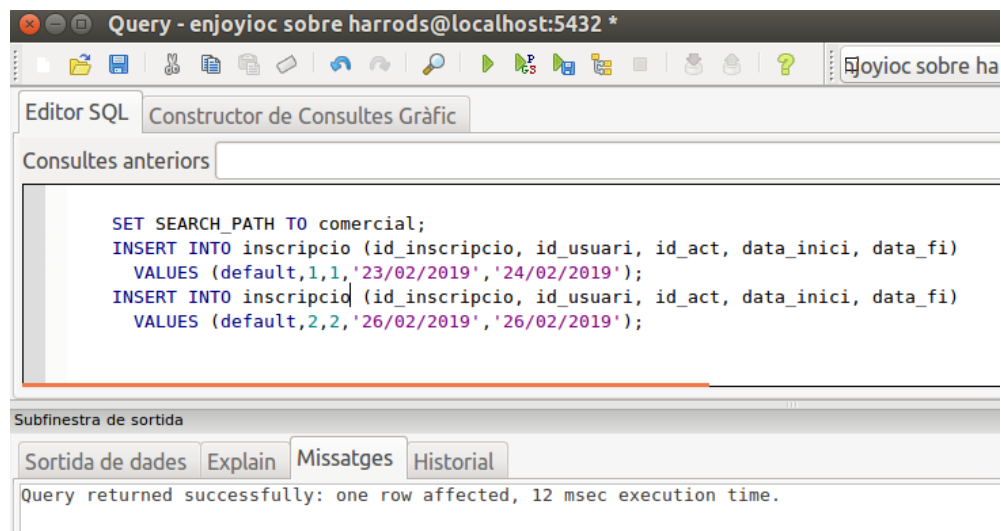 Query - enjoyioc sobre harrods@localhost:5432 *
enjoyioc sobre ha
Editor SQL
Constructor de Consultes Gràfic
Consultes anteriors
SET SEARCH_PATH TO comercial;
INSERT INTO inscripcio (id_inscripcio, id_usuari, id_act, data_inici, data_fi)
VALUES (default,1,1,'23/02/2019','24/02/2019');
INSERT INTO inscripcio (id_inscripcio, id_usuari, id_act, data_inici, data_fi)
VALUES (default,2,2,'26/02/2019','26/02/2019');
Subfinestra de sortida
Sortida de dades
Explain
Missatges
Historial
Query returned successfully: one row affected, 12 msec execution time.